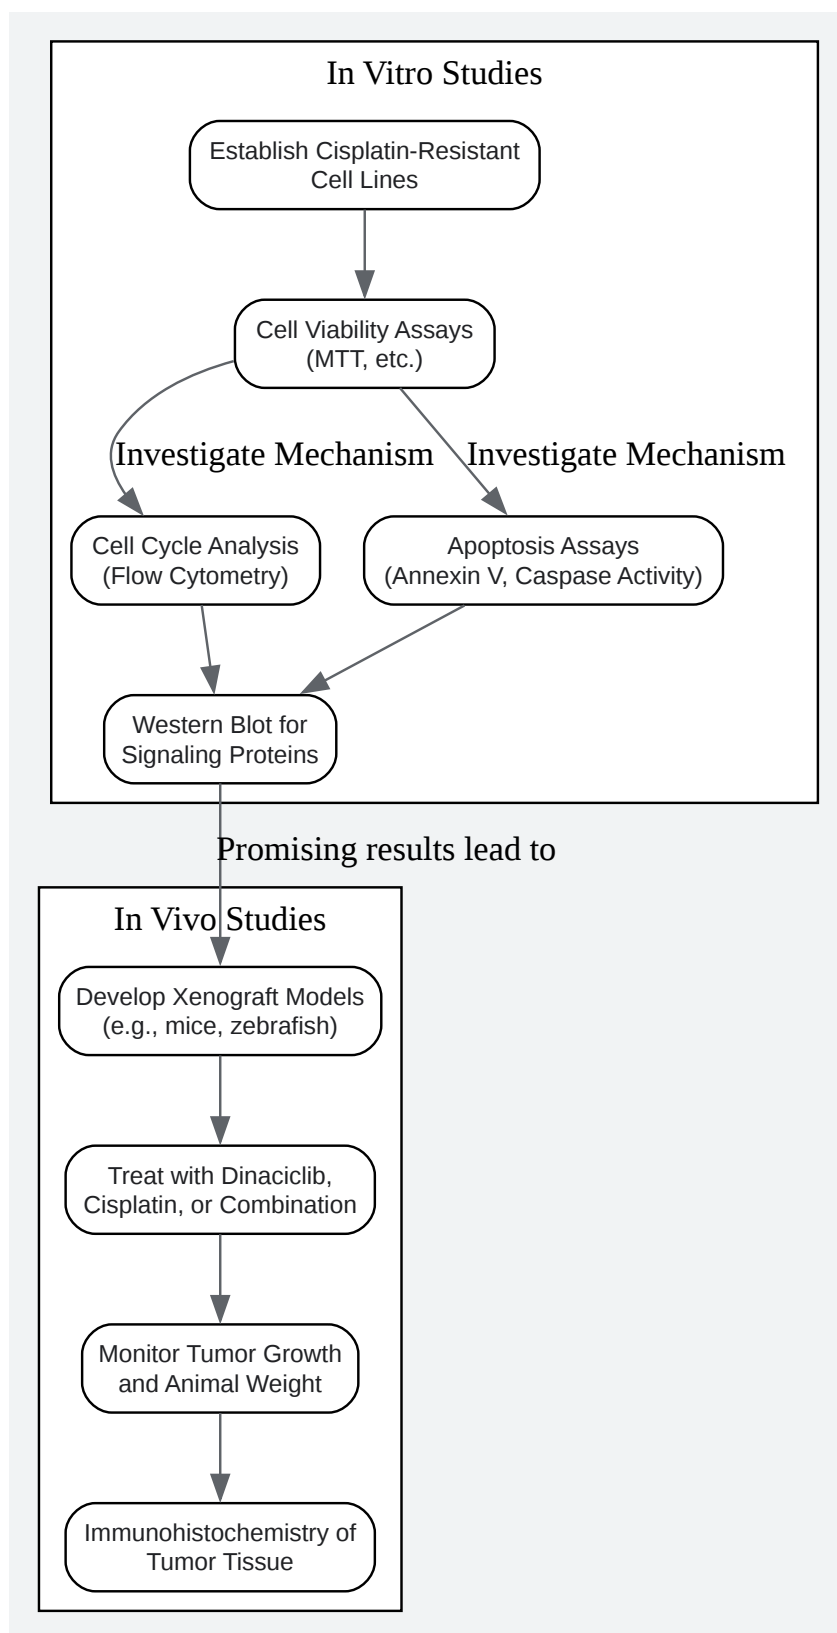 In Vitro Studies
Establish Cisplatin-Resistant
Cell Lines
Cell Viability Assays
(MTT, etc.)
Investigate Mechanism
Investigate Mechanism
Cell Cycle Analysis
(Flow Cytometry)
Apoptosis Assays
(Annexin V, Caspase Activity)
Western Blot for
Signaling Proteins
Promising results lead to
In Vivo Studies
Develop Xenograft Models
(e.g., mice, zebrafish)
Treat with Dinaciclib,
Cisplatin, or Combination
Monitor Tumor Growth
and Animal Weight
Immunohistochemistry of
Tumor Tissue